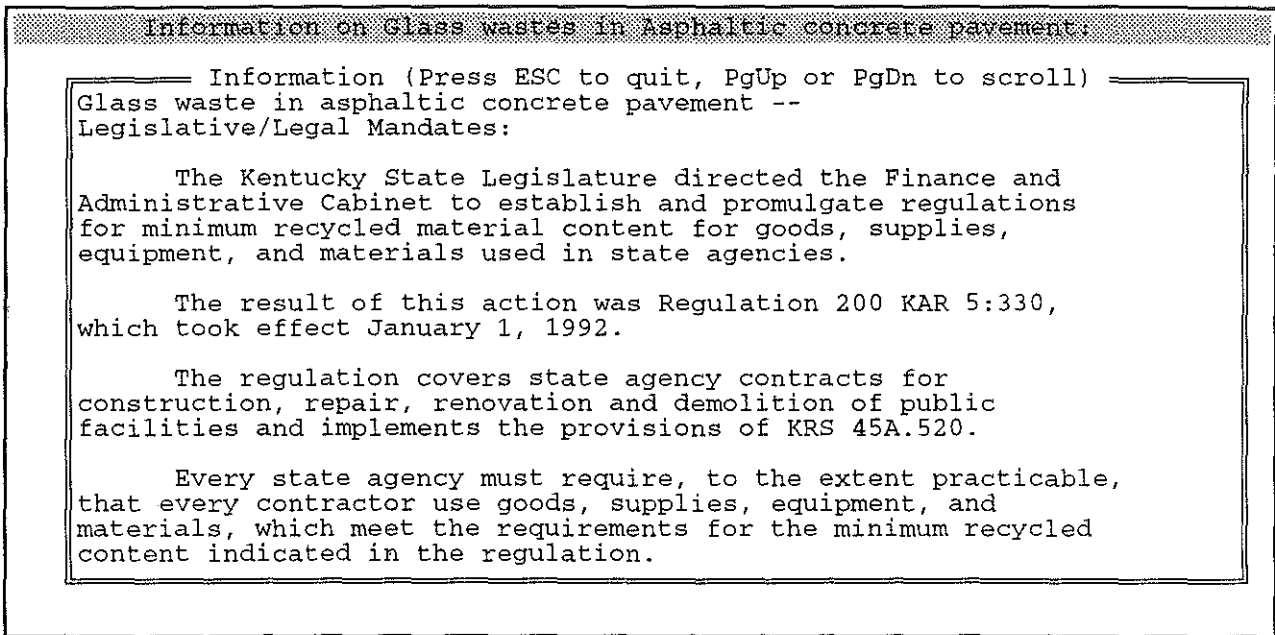 Information on Glass wastes in Asphaltic concrete pavement:
Information (Press ESC to quit, PgUp or PgDn to scroll)
Glass waste in asphaltic concrete pavement --
Legislative/Legal Mandates:
The Kentucky State Legislature directed the Finance and
Administrative Cabinet to establish and promulgate regulations
for minimum recycled material content for goods, supplies,
equipment, and materials used in state agencies.
The result of this action was Regulation 200 KAR 5:330,
which took effect January 1, 1992.
The regulation covers state agency contracts for
construction, repair, renovation and demolition of public
facilities and implements the provisions of KRS 45A.520.
Every state agency must require, to the extent practicable,
that every contractor use goods, supplies, equipment, and
materials, which meet the requirements for the minimum recycled
content indicated in the regulation.